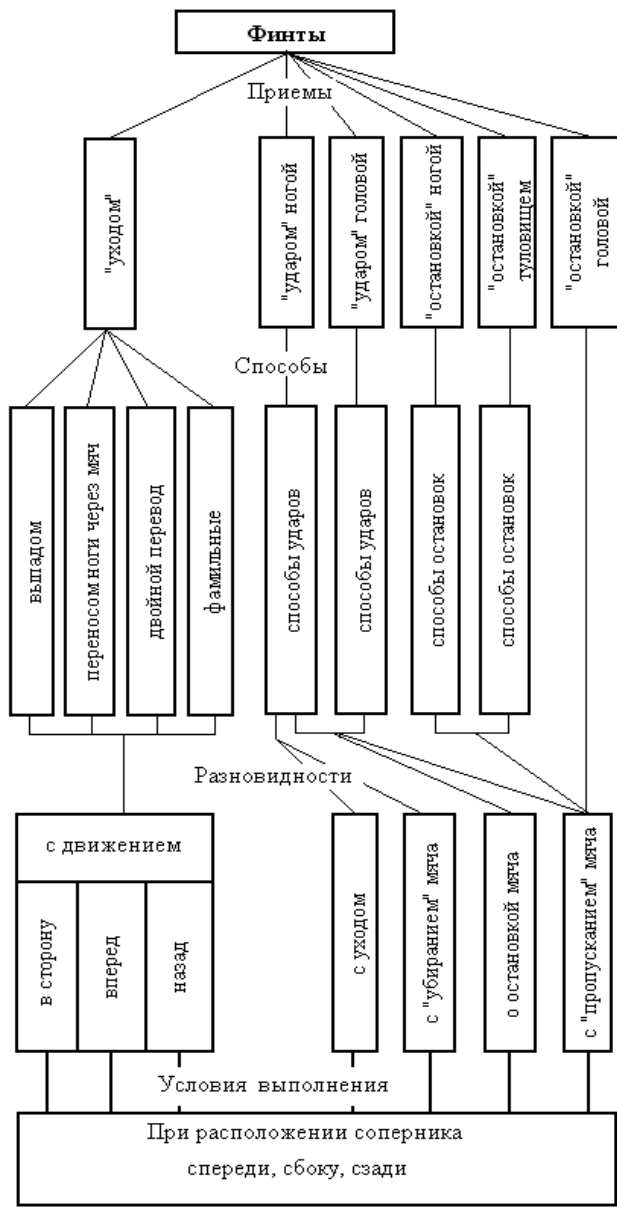 Финты
Приемы
"уходом"
"ударом" ногой
"ударом" головой
"остановкой" ногой
"остановкой"
туловищем
"остановкой"
головой
Способы
выпадом
переносом ноги через мяч
двойной перевод
фамильные
способы ударов
способы ударов
способы остановок
способы остановок
Разновидности
с движением
в сторону
вперед
назад
с уходом
с "убиранием" мяча
о остановкой мяча
с "пропусканием" мяча
Условия выполнения
При расположении соперника
спереди, сбоку, сзади